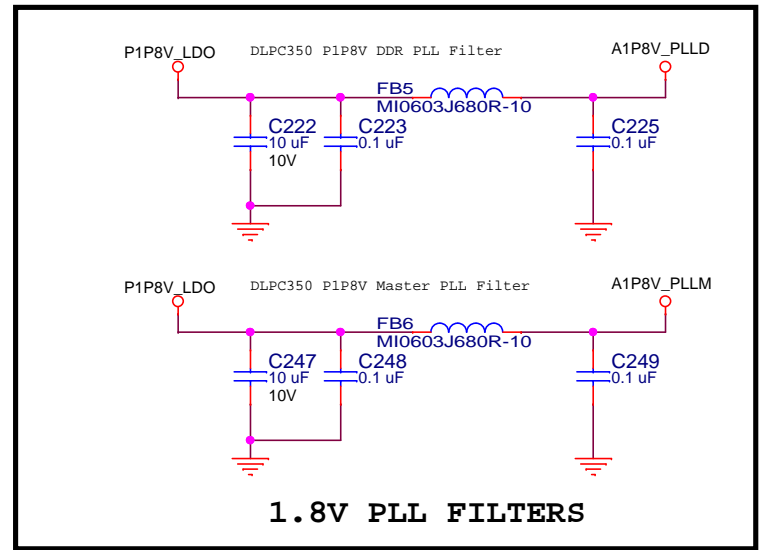 P1P8V_LDO DLPC350 P1P8V DDR PLL Filter A1P8V_PLLD
FB5
MI0603J680R-10
C222 C223 C225
10 uF 0.1 uF 0.1 uF
10V
P1P8V_LDO DLPC350 P1P8V Master PLL Filter A1P8V_PLLM
FB6
MI0603J680R-10
C247 C248 C249
10 uF 0.1 uF 0.1 uF
10V
1.8V PLL FILTERS